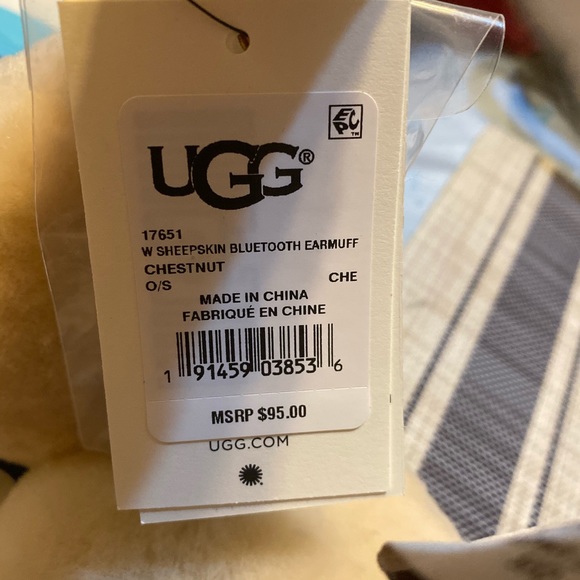 EPC™
UGG®
17651
W SHEEPSKIN BLUETOOTH EARMUFF
CHESTNUT
O/S CHE
MADE IN CHINA
FABRIQUÉ EN CHINE
1 91459 03853 6
MSRP $95.00
UGG.COM